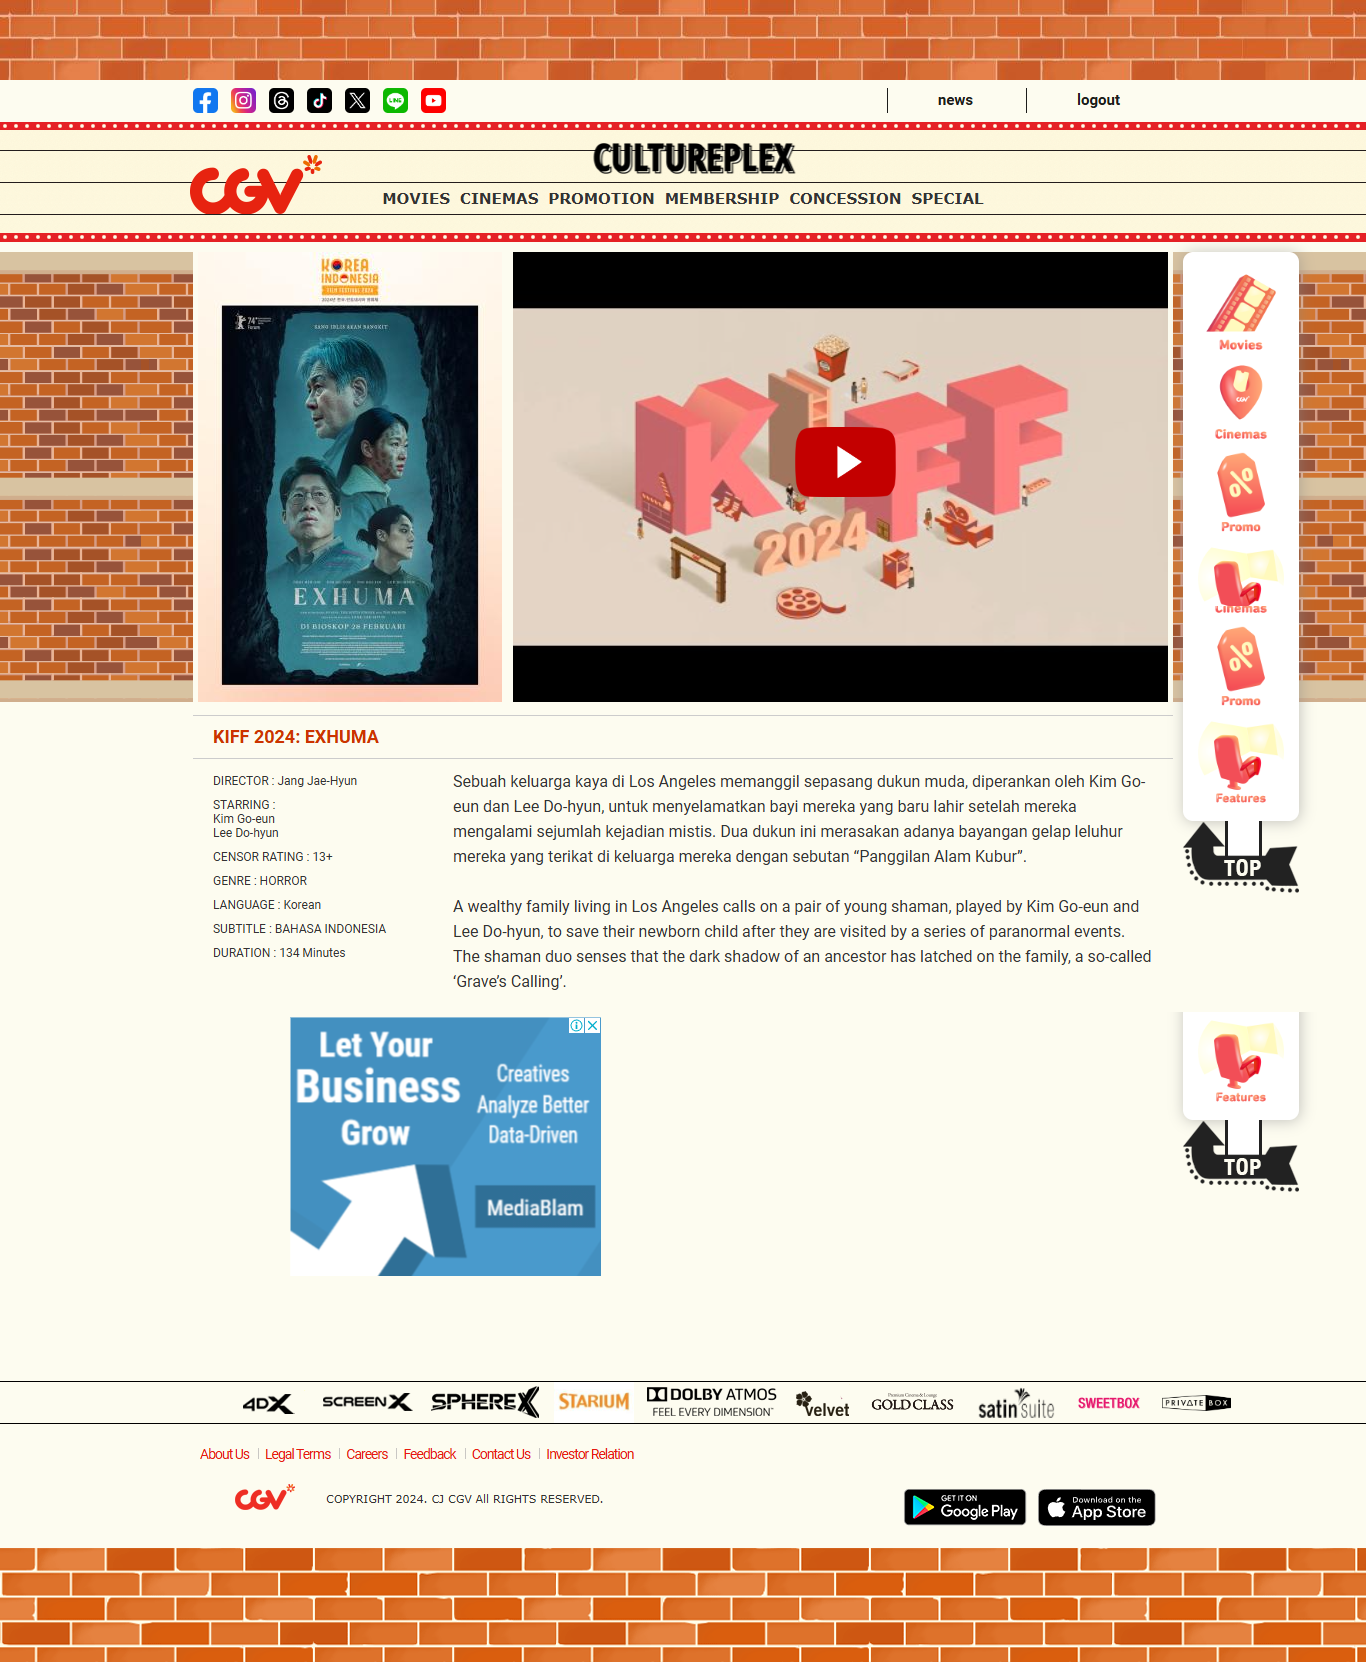 news
logout
CULTUREPLEX
CGV
MOVIES CINEMAS PROMOTION MEMBERSHIP CONCESSION SPECIAL
KOREA
INDONESIA
FILM FESTIVAL 2024
74
Forum
SANG IBLIS AKAN BANGKIT
EXHUMA
DI BIOSKOP 28 FEBRUARI
KIFF
2024
Movies
CGV
Cinemas
%
Promo
Cinemas
%
Promo
Features
TOP
KIFF 2024: EXHUMA
DIRECTOR : Jang Jae-Hyun
STARRING :
Kim Go-eun
Lee Do-hyun
CENSOR RATING : 13+
GENRE : HORROR
LANGUAGE : Korean
SUBTITLE : BAHASA INDONESIA
DURATION : 134 Minutes
Sebuah keluarga kaya di Los Angeles memanggil sepasang dukun muda, diperankan oleh Kim Go-
eun dan Lee Do-hyun, untuk menyelamatkan bayi mereka yang baru lahir setelah mereka
mengalami sejumlah kejadian mistis. Dua dukun ini merasakan adanya bayangan gelap leluhur
mereka yang terikat di keluarga mereka dengan sebutan “Panggilan Alam Kubur”.
A wealthy family living in Los Angeles calls on a pair of young shaman, played by Kim Go-eun and
Lee Do-hyun, to save their newborn child after they are visited by a series of paranormal events.
The shaman duo senses that the dark shadow of an ancestor has latched on the family, a so-called
‘Grave’s Calling’.
Let Your
Business
Grow
Creatives
Analyze Better
Data-Driven
MediaBlam
Features
TOP
4DX
SCREENX
SPHEREX
STARIUM
DOLBY ATMOS
FEEL EVERY DIMENSION™
velvet
Premium Cinema & Lounge
GOLD CLASS
satin suite
SWEETBOX
PRIVATE BOX
About Us
Legal Terms
Careers
Feedback
Contact Us
Investor Relation
CGV
COPYRIGHT 2024. CJ CGV All RIGHTS RESERVED.
GET IT ON
Google Play
Download on the
App Store